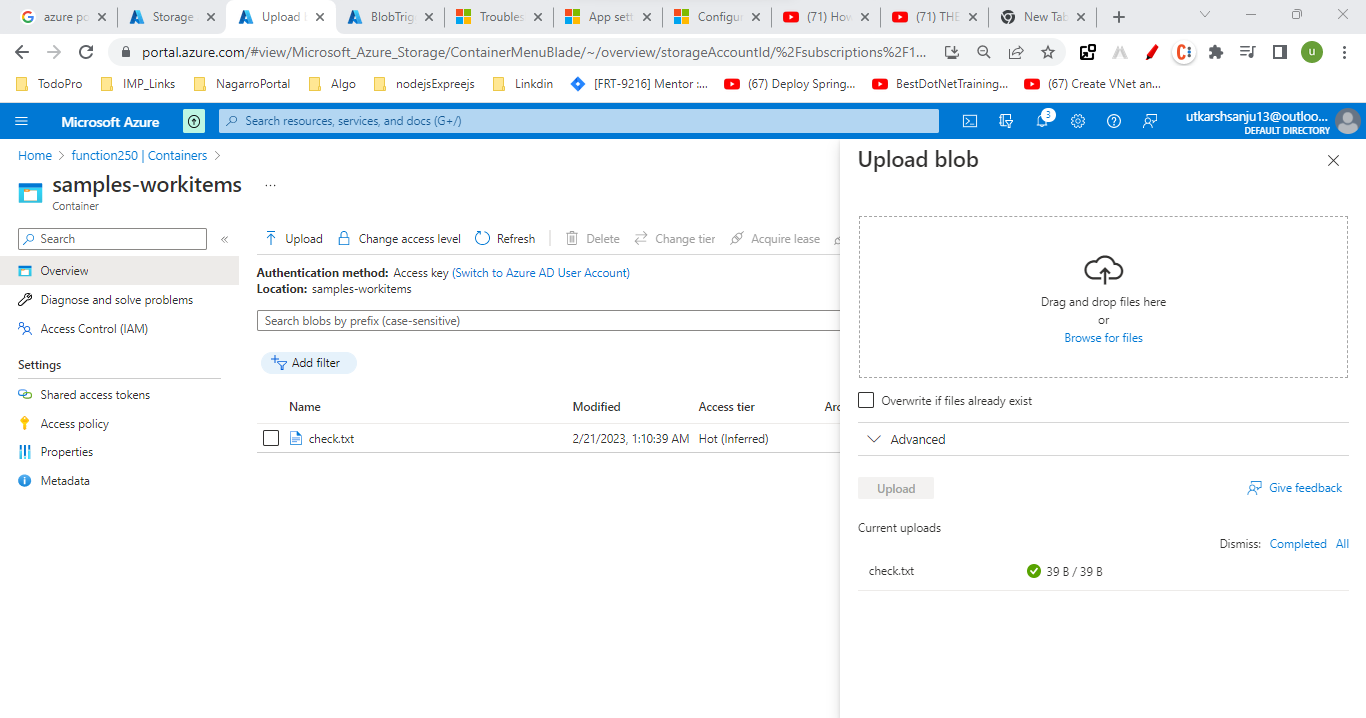 azure po
Storage
Upload
BlobTrig
Troubles
App sett
Configur
(71) How
(71) THE
New Tab
portal.azure.com/#view/Microsoft_Azure_Storage/ContainerMenuBlade/~/overview/storageAccountId/%2Fsubscriptions%2F1...
u
TodoPro
IMP_Links
NagarroPortal
Algo
nodejsExpreejs
Linkdin
[FRT-9216] Mentor :...
(67) Deploy Spring...
BestDotNetTraining...
(67) Create VNet an...
Microsoft Azure
Search resources, services, and docs (G+/)
3
utkarshsanju13@outloo...
DEFAULT DIRECTORY
Home > function250 | Containers >
samples-workitems ...
Container
Search
«
Overview
Diagnose and solve problems
Access Control (IAM)
Settings
Shared access tokens
Access policy
Properties
Metadata
Upload
Change access level
Refresh
Delete
Change tier
Acquire lease
Authentication method: Access key (Switch to Azure AD User Account)
Location: samples-workitems
Search blobs by prefix (case-sensitive)
Add filter
Name Modified Access tier Arc
check.txt 2/21/2023, 1:10:39 AM Hot (Inferred)
Upload blob
Drag and drop files here
or
Browse for files
Overwrite if files already exist
Advanced
Upload
Give feedback
Current uploads
Dismiss: Completed All
check.txt 39 B / 39 B